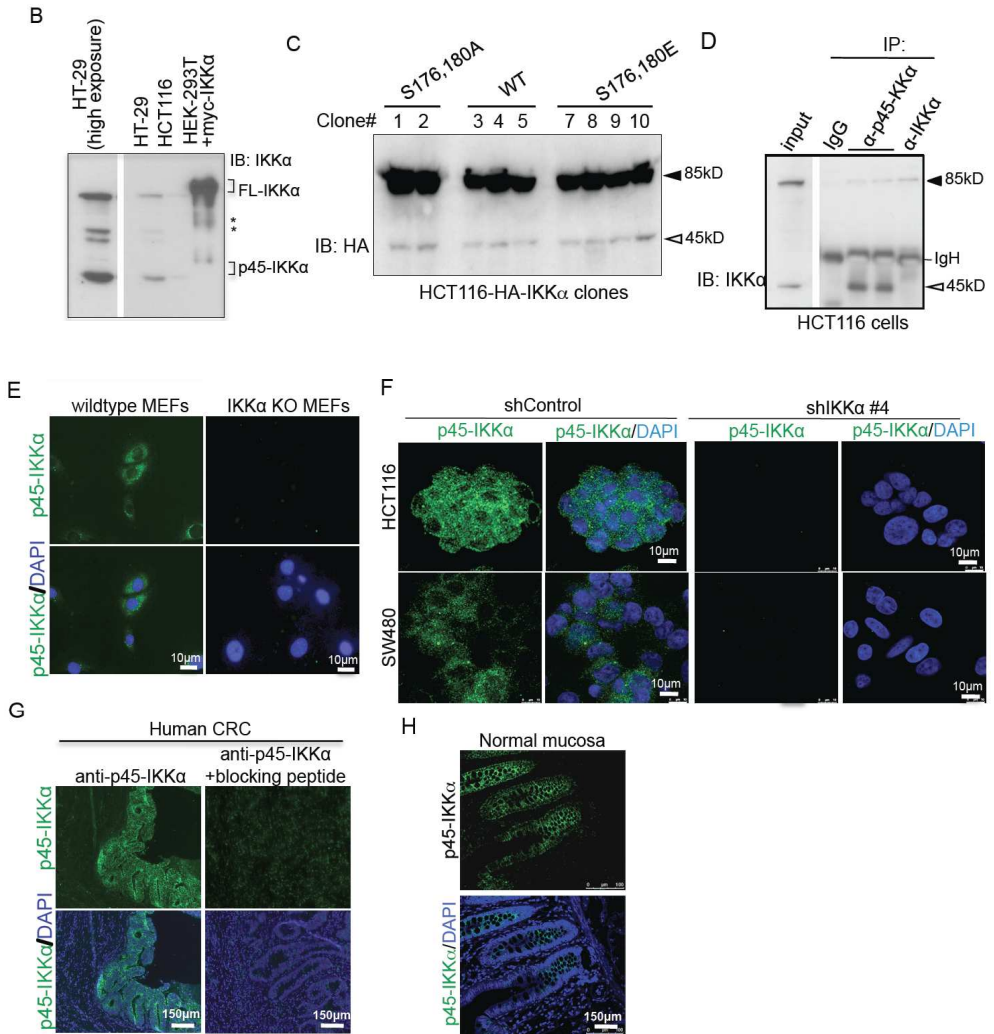 B
HT-29
(high exposure)
HT-29
HCT116
HEK-293T
+myc-IKKα
IB: IKKα
FL-IKKα
*
*
p45-IKKα
C
S176,180A
WT
S176,180E
Clone#
1 2 3 4 5 7 8 9 10
85kD
IB: HA
45kD
HCT116-HA-IKKα clones
D
IP:
input
IgG
α-p45-KKα
α-IKKα
85kD
IgH
IB: IKKα
45kD
HCT116 cells
E
wildtype MEFs
IKKα KO MEFs
p45-IKKα
p45-IKKα/DAPI
10µm
10µm
F
shControl
shIKKα #4
p45-IKKα
p45-IKKα/DAPI
p45-IKKα
p45-IKKα/DAPI
HCT116
10µm
10µm
SW480
10µm
10µm
G
Human CRC
anti-p45-IKKα
anti-p45-IKKα
+blocking peptide
p45-IKKα
p45-IKKα/DAPI
150µm
150µm
H
Normal mucosa
p45-IKKα
p45-IKKα/DAPI
150µm